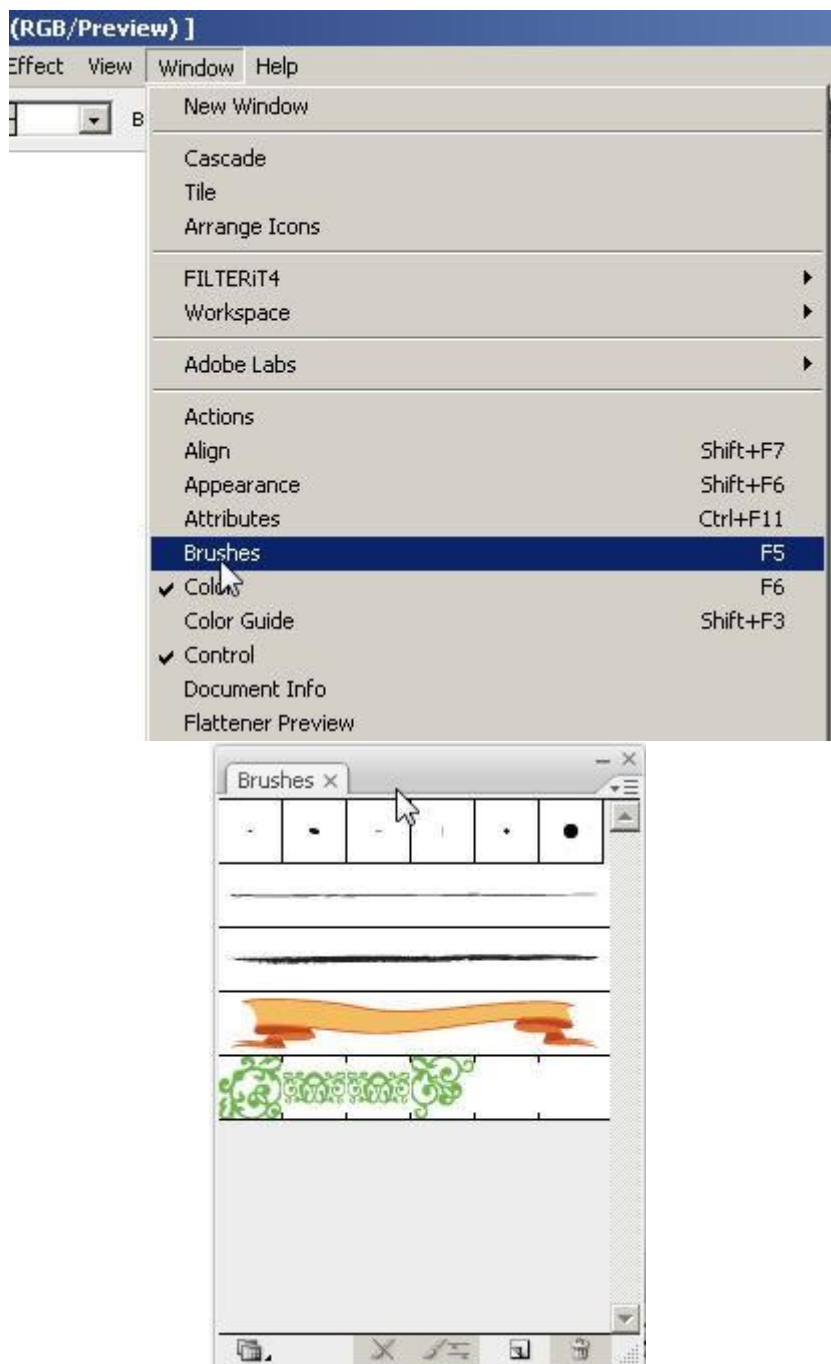 (RGB/Preview) ]
Effect View Window Help
B
New Window
Cascade
Tile
Arrange Icons
FILTERiT4
Workspace
Adobe Labs
Actions
Align Shift+F7
Appearance Shift+F6
Attributes Ctrl+F11
Brushes F5
Color F6
Color Guide Shift+F3
Control
Document Info
Flattener Preview
Brushes